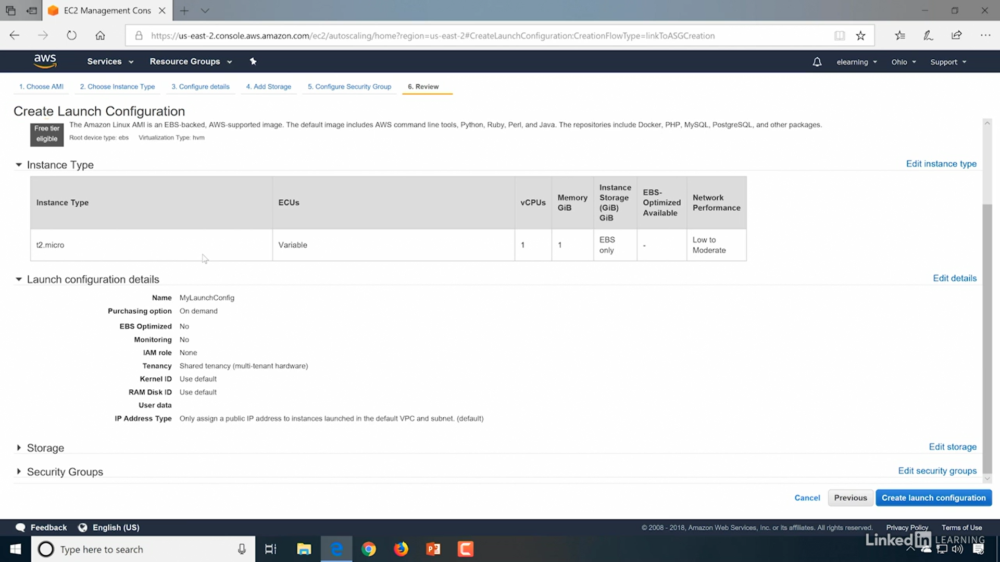 EC2 Management Cons
https://us-east-2.console.aws.amazon.com/ec2/autoscaling/home?region=us-east-2#CreateLaunchConfiguration:CreationFlowType=linkToASGCreation
aws Services Resource Groups elearning Ohio Support
1. Choose AMI 2. Choose Instance Type 3. Configure details 4. Add Storage 5. Configure Security Group 6. Review
Create Launch Configuration
Free tier eligible
The Amazon Linux AMI is an EBS-backed, AWS-supported image. The default image includes AWS command line tools, Python, Ruby, Perl, and Java. The repositories include Docker, PHP, MySQL, PostgreSQL, and other packages.
Root device type: ebs Virtualization Type: hvm
Instance Type Edit instance type
Instance Type ECUs vCPUs Memory GiB Instance Storage (GiB) GiB EBS-Optimized Available Network Performance
t2.micro Variable 1 1 EBS only - Low to Moderate
Launch configuration details Edit details
Name MyLaunchConfig
Purchasing option On demand
EBS Optimized No
Monitoring No
IAM role None
Tenancy Shared tenancy (multi-tenant hardware)
Kernel ID Use default
RAM Disk ID Use default
User data
IP Address Type Only assign a public IP address to instances launched in the default VPC and subnet. (default)
Storage Edit storage
Security Groups Edit security groups
Cancel Previous Create launch configuration
Feedback English (US) © 2008 - 2018, Amazon Web Services, Inc. or its affiliates. All rights reserved. Privacy Policy Terms of Use
LinkedIn LEARNING
Type here to search